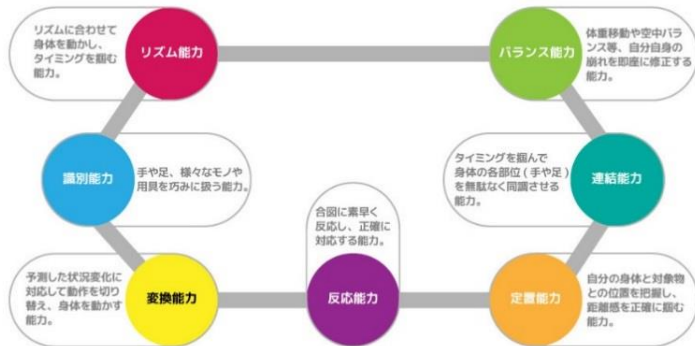 リズムに合わせて
身体を動かし、
タイミングを掴む
能力。
リズム能力
バランス能力
体重移動や空中バラ
ンス等、自分自身の
崩れを即座に修正する
能力。
識別能力
手や足、様々なモノや
用具を巧みに扱う能力。
タイミングを掴んで
身体の各部位(手や足)
を無駄なく同調させる
能力。
連結能力
予測した状況変化に
対応して動作を切り
替え、身体を動かす
能力。
変換能力
合図に素早く
反応し、正確に
対応する能力。
反応能力
定置能力
自分の身体と対象物
との位置を把握し、
距離感を正確に掴む
能力。